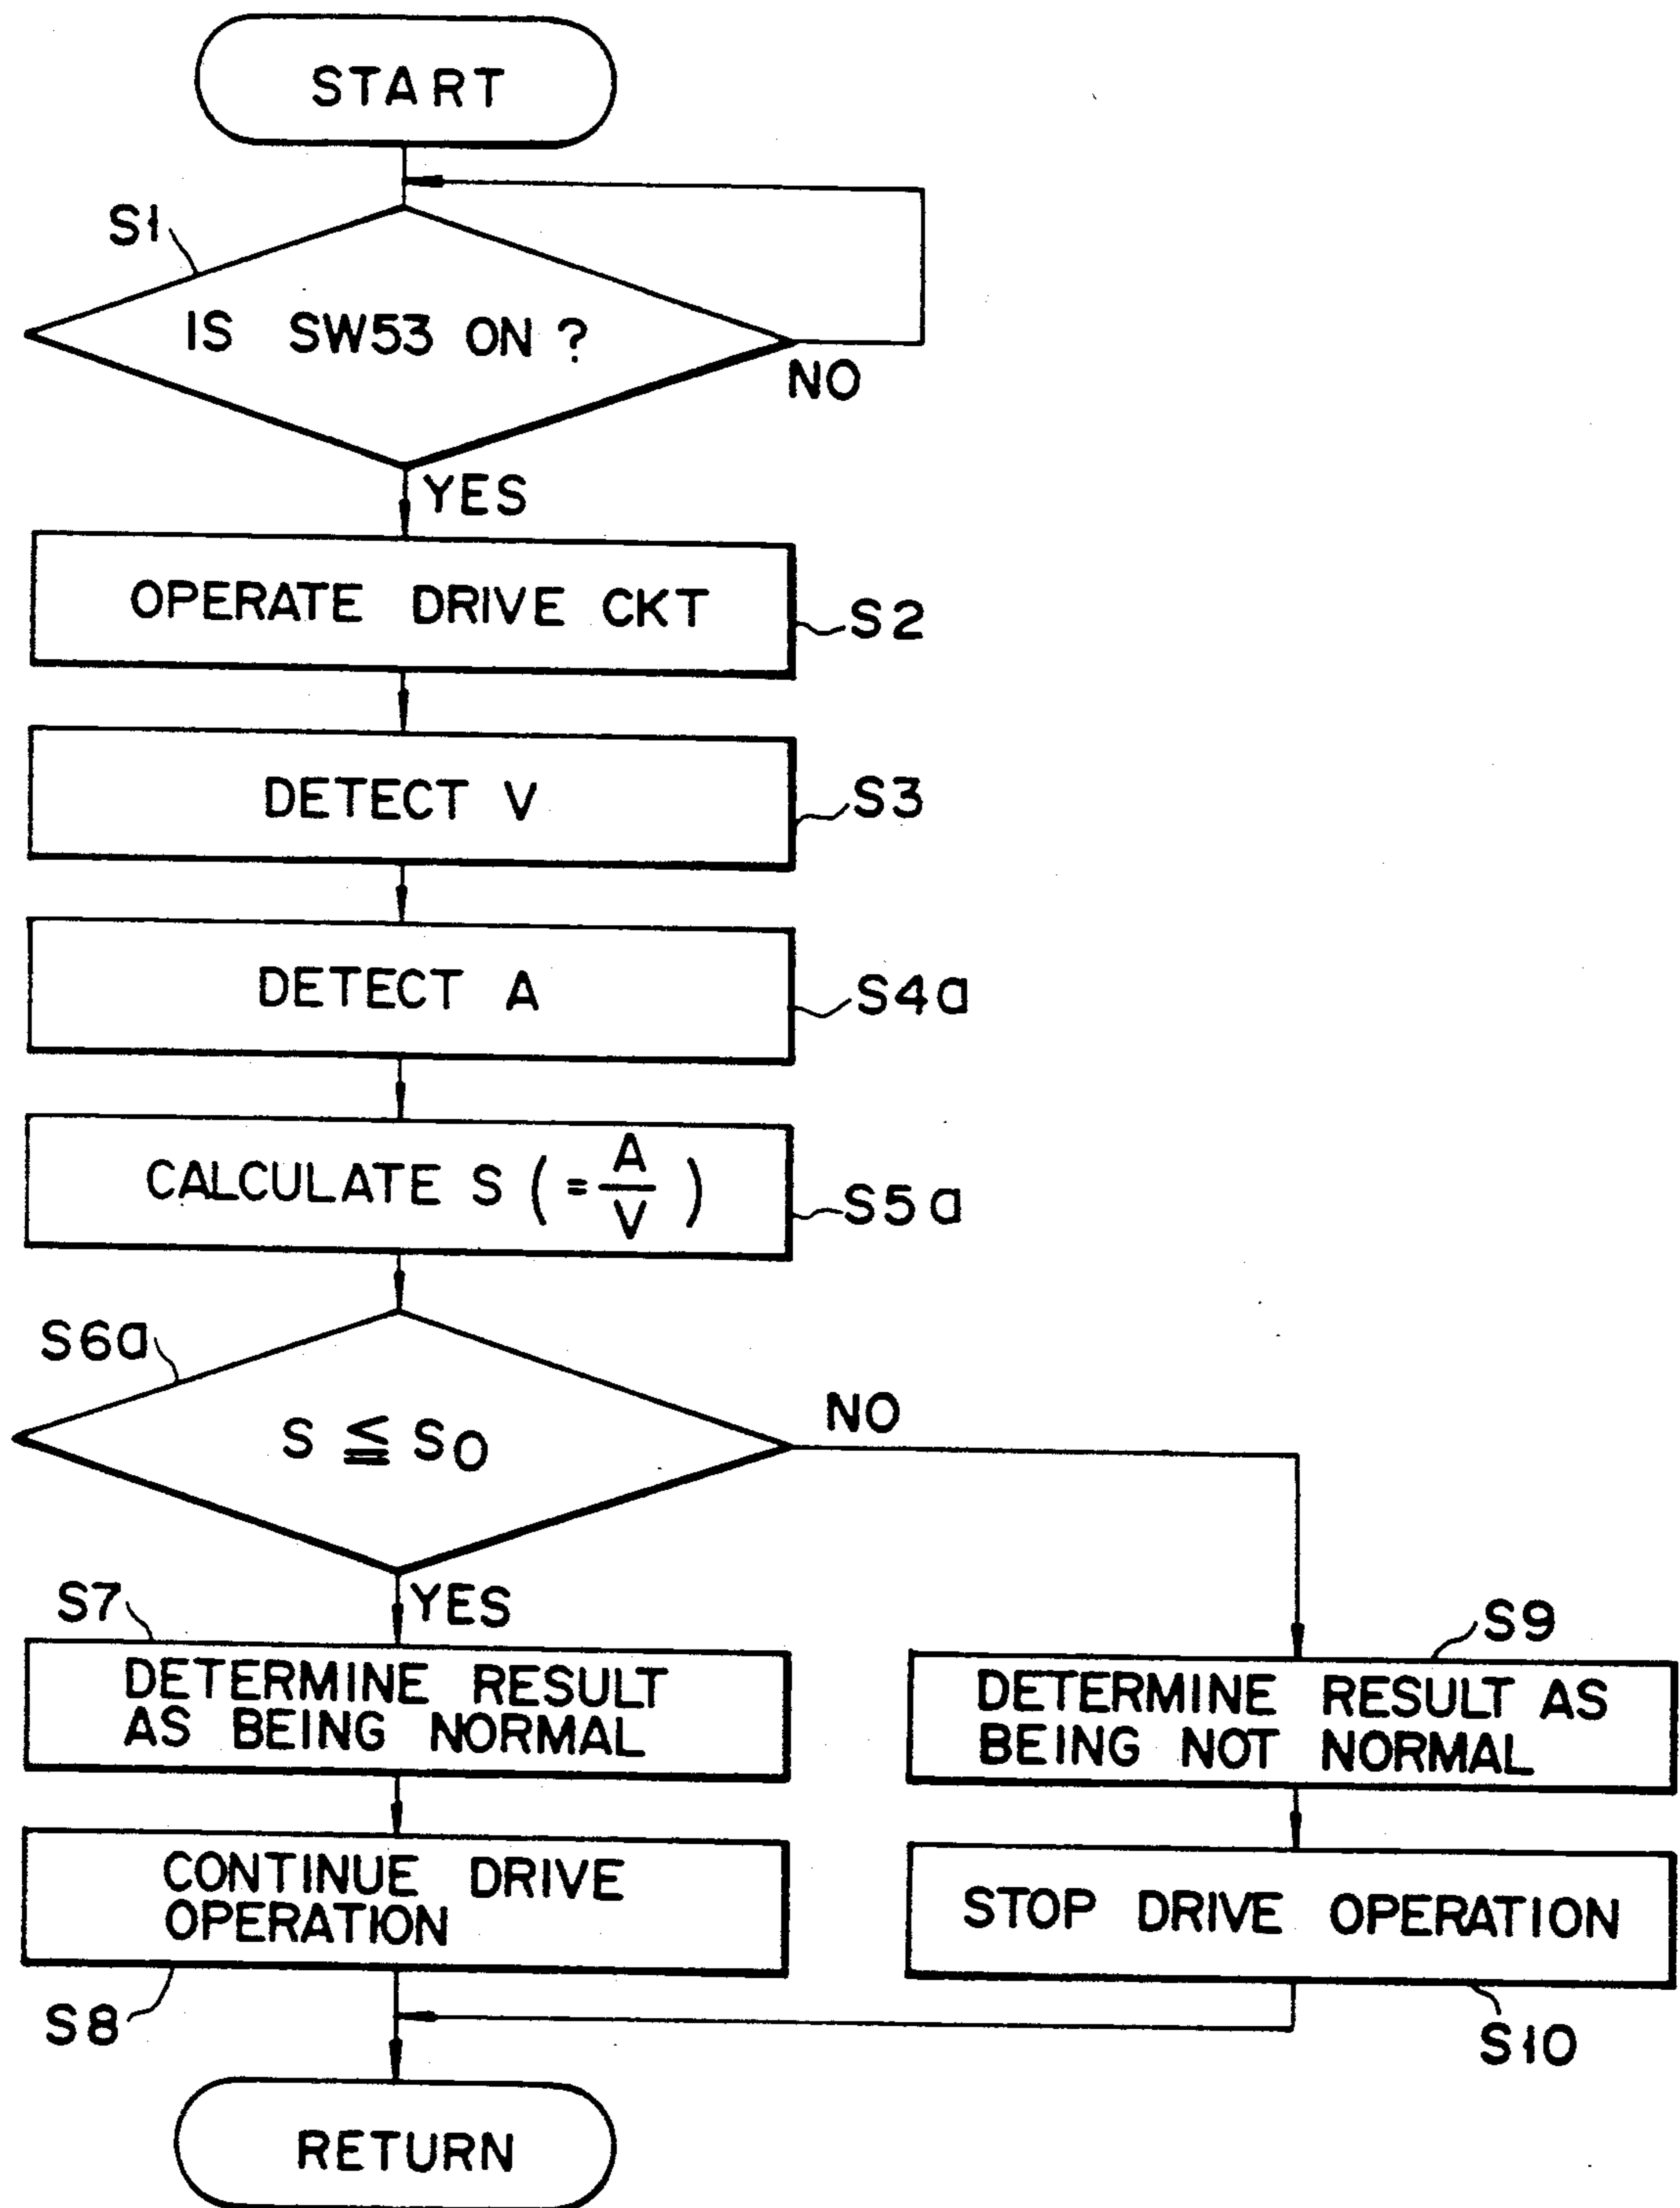 START
S1
IS SW53 ON ?
NO
YES
OPERATE DRIVE CKT
S2
DETECT V
S3
DETECT A
S4a
CALCULATE S (= A/V )
S5a
S6a
S ≦ S0
NO
YES
S7
DETERMINE RESULT
AS BEING NORMAL
S9
DETERMINE RESULT AS
BEING NOT NORMAL
CONTINUE DRIVE
OPERATION
S8
STOP DRIVE OPERATION
S10
RETURN